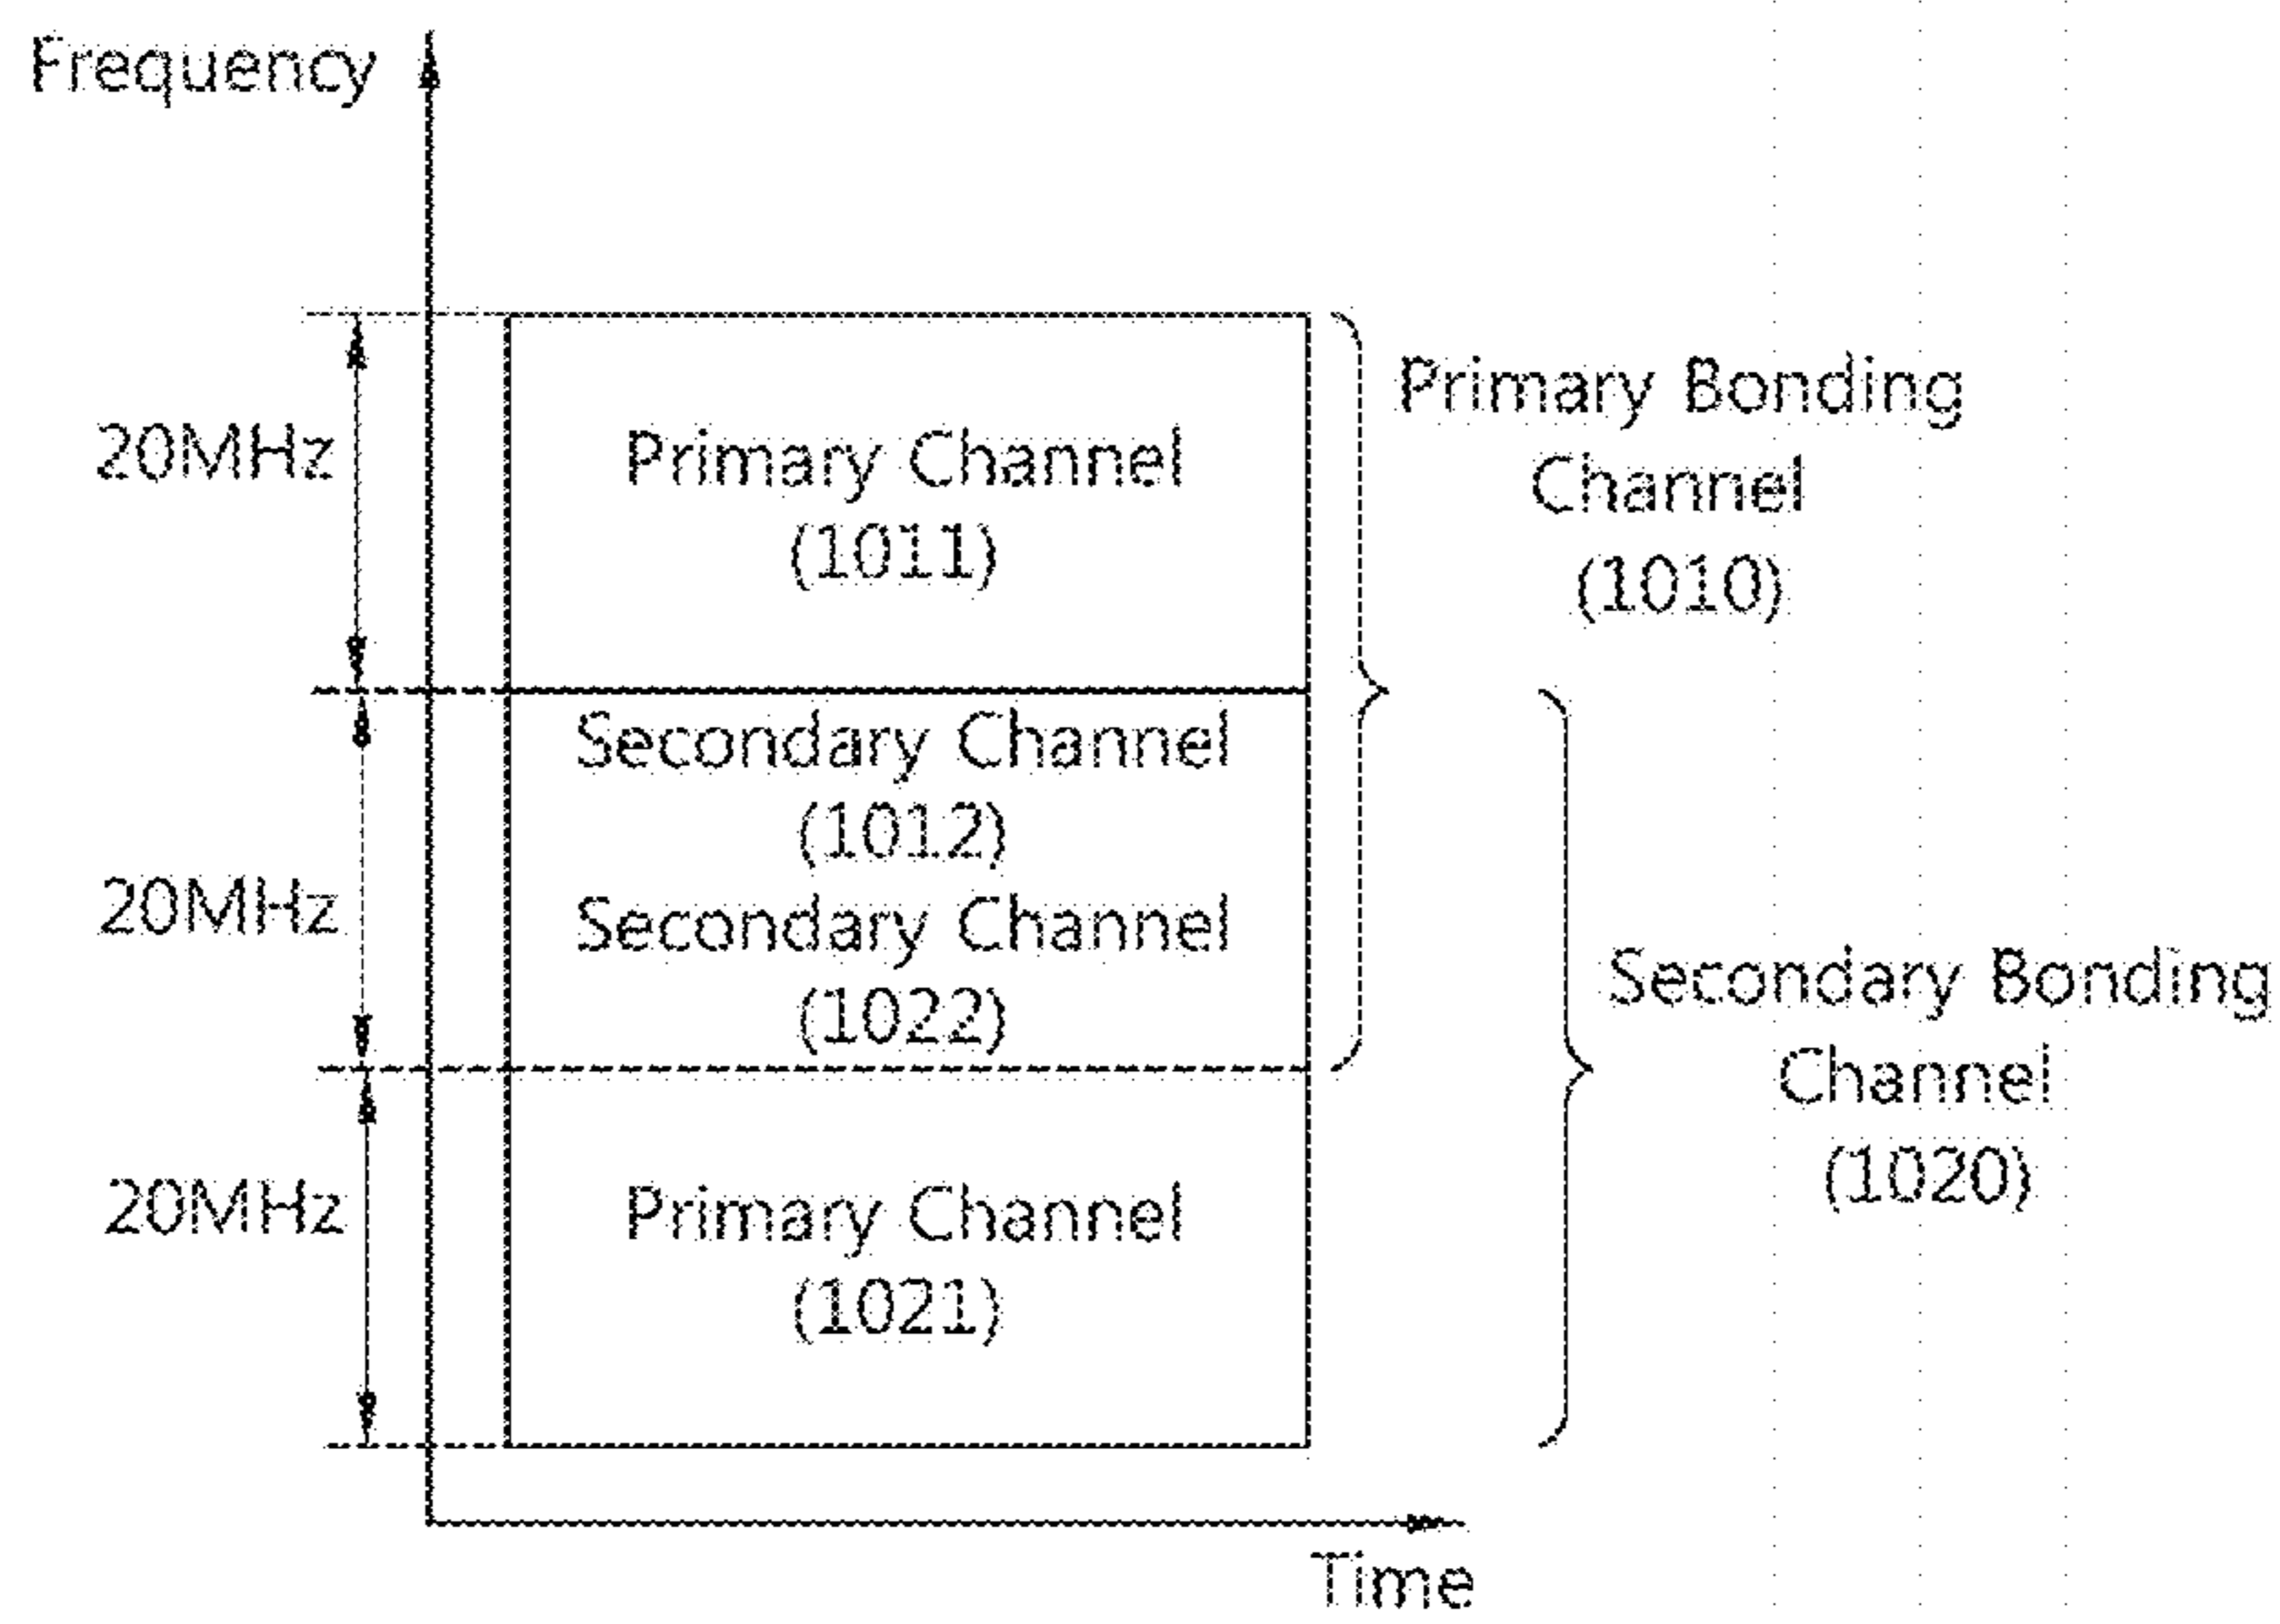 Frequency
20MHz
Primary Channel
(1011)
Primary Bonding
Channel
(1010)
20MHz
Secondary Channel
(1012)
Secondary Channel
(1022)
Secondary Bonding
Channel
(1020)
20MHz
Primary Channel
(1021)
Time